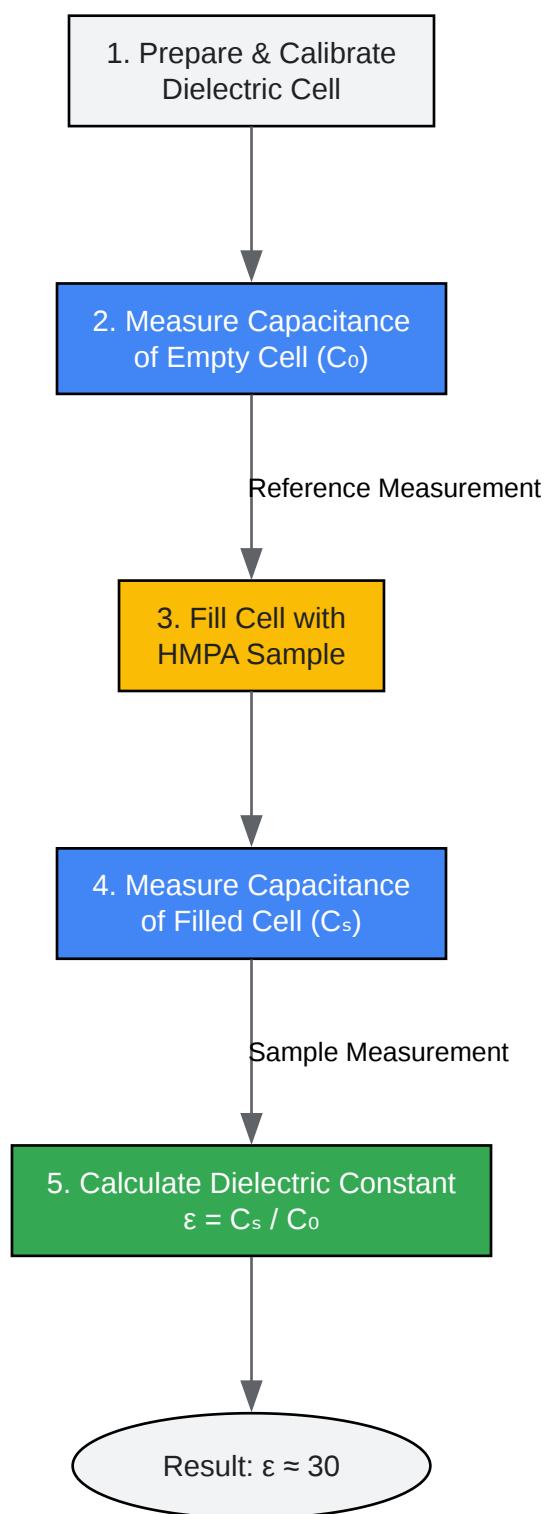 1. Prepare & Calibrate
Dielectric Cell
2. Measure Capacitance
of Empty Cell (C₀)
Reference Measurement
3. Fill Cell with
HMPA Sample
4. Measure Capacitance
of Filled Cell (Cₛ)
Sample Measurement
5. Calculate Dielectric Constant
ε = Cₛ / C₀
Result: ε ≈ 30